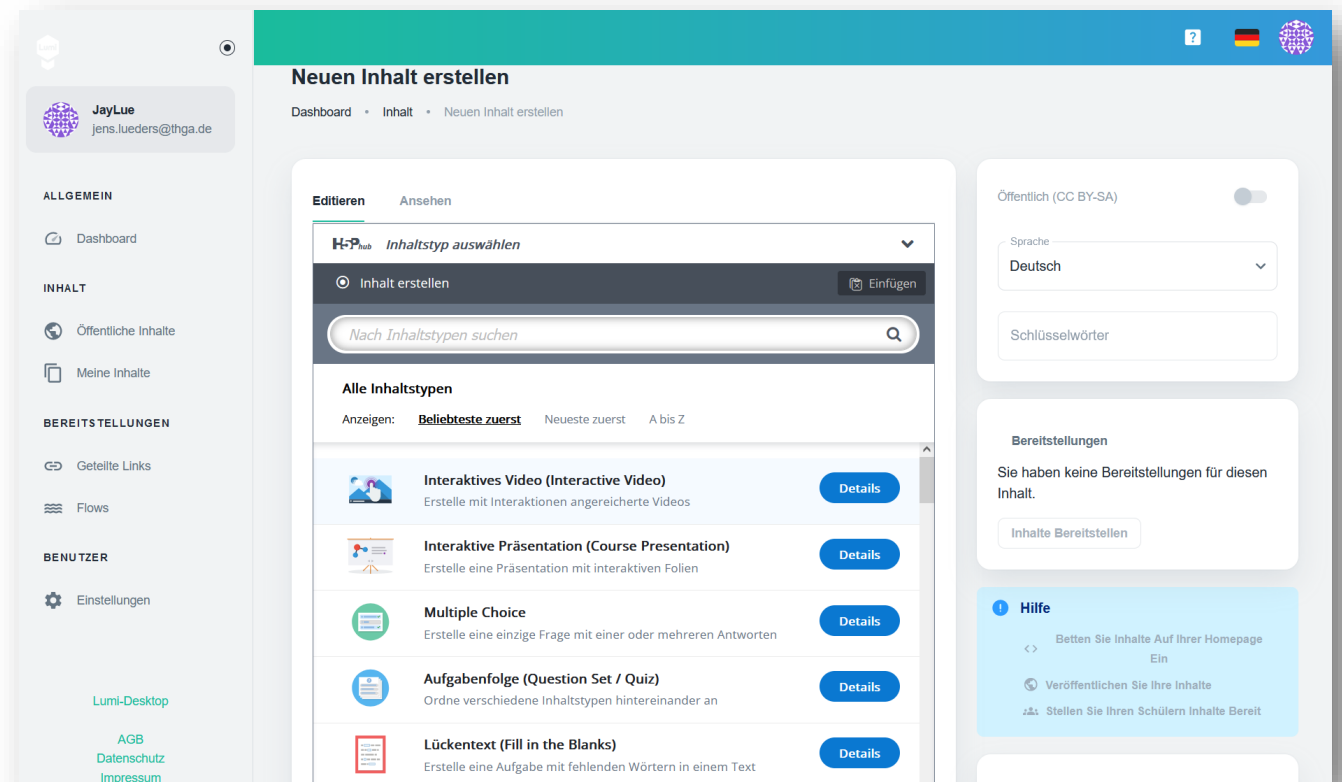 Lumi
JayLue
jens.lueders@thga.de
ALLGEMEIN
Dashboard
INHALT
Öffentliche Inhalte
Meine Inhalte
BEREITSTELLUNGEN
Geteilte Links
Flows
BENUTZER
Einstellungen
Lumi-Desktop
AGB
Datenschutz
Impressum
?
Neuen Inhalt erstellen
Dashboard • Inhalt • Neuen Inhalt erstellen
Editieren Ansehen
H5Phub Inhaltstyp auswählen
Inhalt erstellen Einfügen
Nach Inhaltstypen suchen
Alle Inhaltstypen
Anzeigen: Beliebteste zuerst Neueste zuerst A bis Z
Interaktives Video (Interactive Video)
Erstelle mit Interaktionen angereicherte Videos
Details
Interaktive Präsentation (Course Presentation)
Erstelle eine Präsentation mit interaktiven Folien
Details
Multiple Choice
Erstelle eine einzige Frage mit einer oder mehreren Antworten
Details
Aufgabenfolge (Question Set / Quiz)
Ordne verschiedene Inhaltstypen hintereinander an
Details
Lückentext (Fill in the Blanks)
Erstelle eine Aufgabe mit fehlenden Wörtern in einem Text
Details
Öffentlich (CC BY-SA)
Sprache
Deutsch
Schlüsselwörter
Bereitstellungen
Sie haben keine Bereitstellungen für diesen
Inhalt.
Inhalte Bereitstellen
Hilfe
Betten Sie Inhalte Auf Ihrer Homepage
Ein
Veröffentlichen Sie Ihre Inhalte
Stellen Sie Ihren Schülern Inhalte Bereit